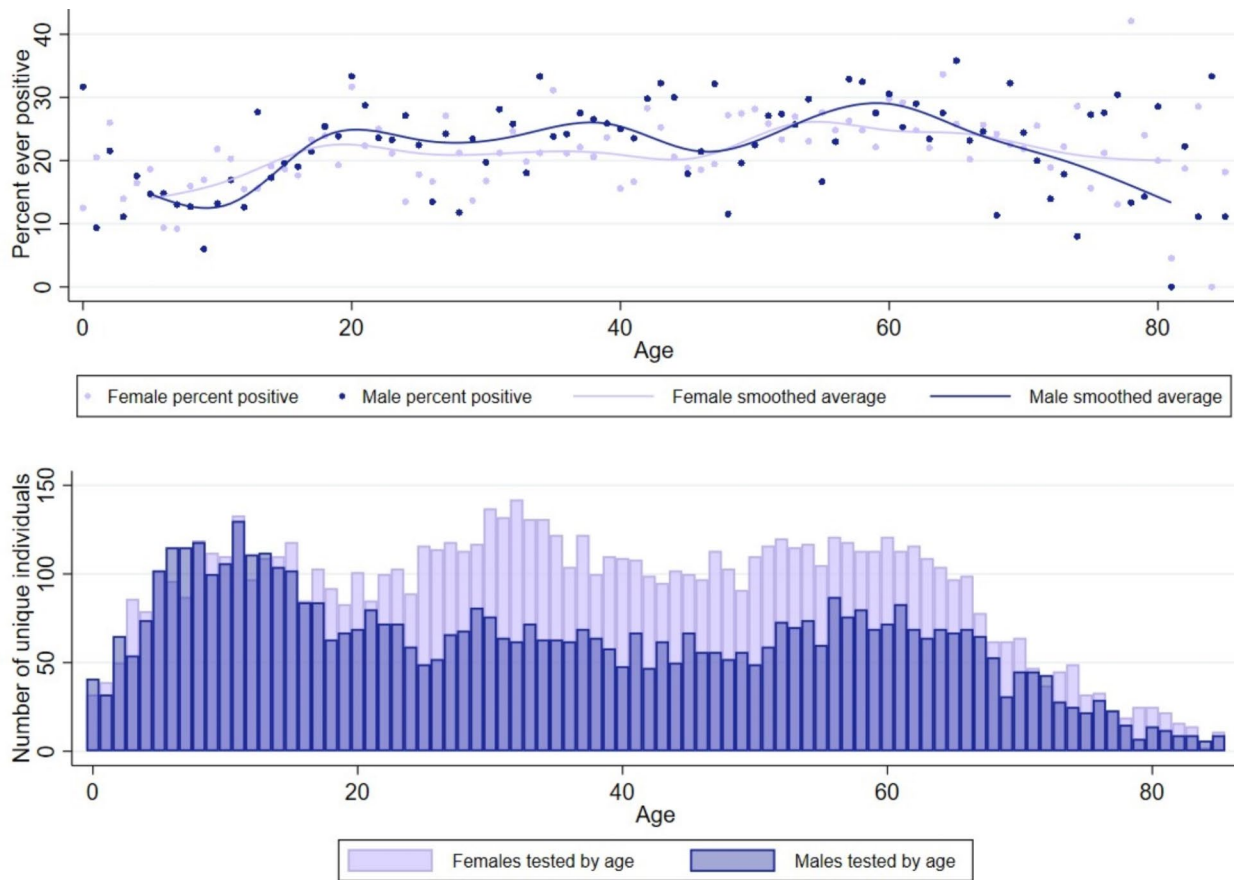 Percent ever positive
40
30
20
10
0
0 20 40 60 80
Age
Female percent positive Male percent positive Female smoothed average Male smoothed average
Number of unique individuals
150
100
50
0
0 20 40 60 80
Age
Females tested by age Males tested by age